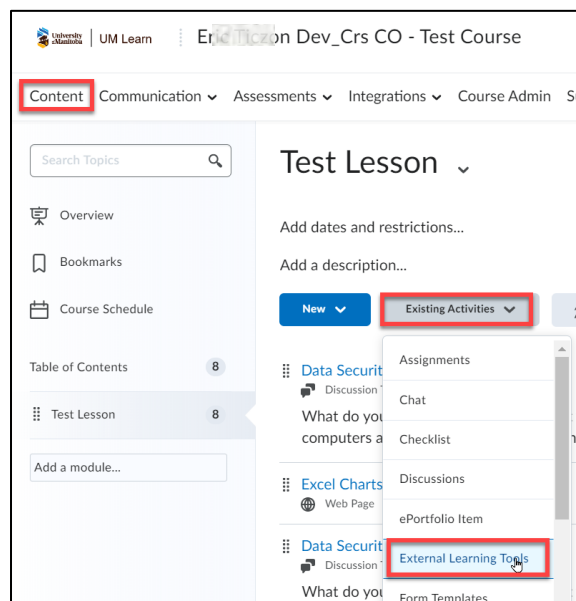 University
of Manitoba
UM Learn
Dev_Crs CO - Test Course
Content Communication Assessments Integrations Course Admin
Search Topics
Overview
Bookmarks
Course Schedule
Table of Contents 8
Test Lesson 8
Add a module...
Test Lesson
Add dates and restrictions...
Add a description...
New Existing Activities
Data Securit
Discussion
What do you
computers a
Excel Charts
Web Page
Data Securit
Discussion
What do you
Assignments
Chat
Checklist
Discussions
ePortfolio Item
External Learning Tools
Form Templates